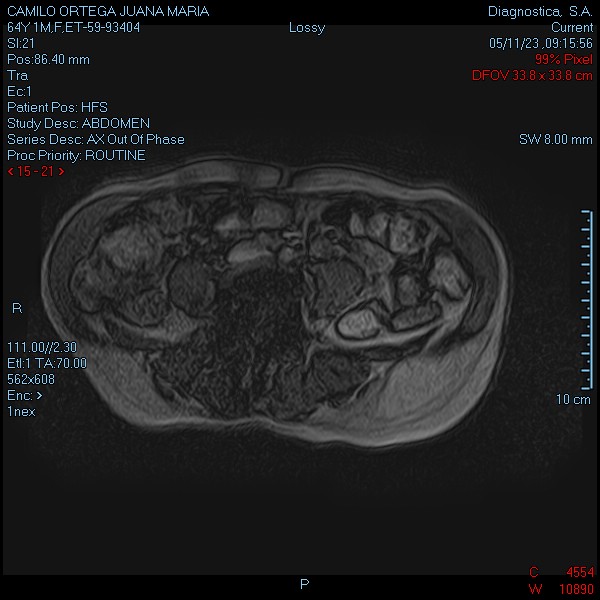 CAMILO ORTEGA JUANA MARIA
64Y 1M,F,ET-59-93404
Sl:21
Pos:86.40 mm
Tra
Ec:1
Patient Pos: HFS
Study Desc: ABDOMEN
Series Desc: AX Out Of Phase
Proc Priority: ROUTINE
< 15 - 21 >
Lossy
Diagnostica, S.A.
Current
05/11/23 ,09:15:56
99% Pixel
DFOV 33.8 x 33.8 cm
SW 8.00 mm
R
111.00//2.30
Etl:1 TA:70.00
562x608
Enc: >
1nex
10 cm
P
C 4554
W 10890